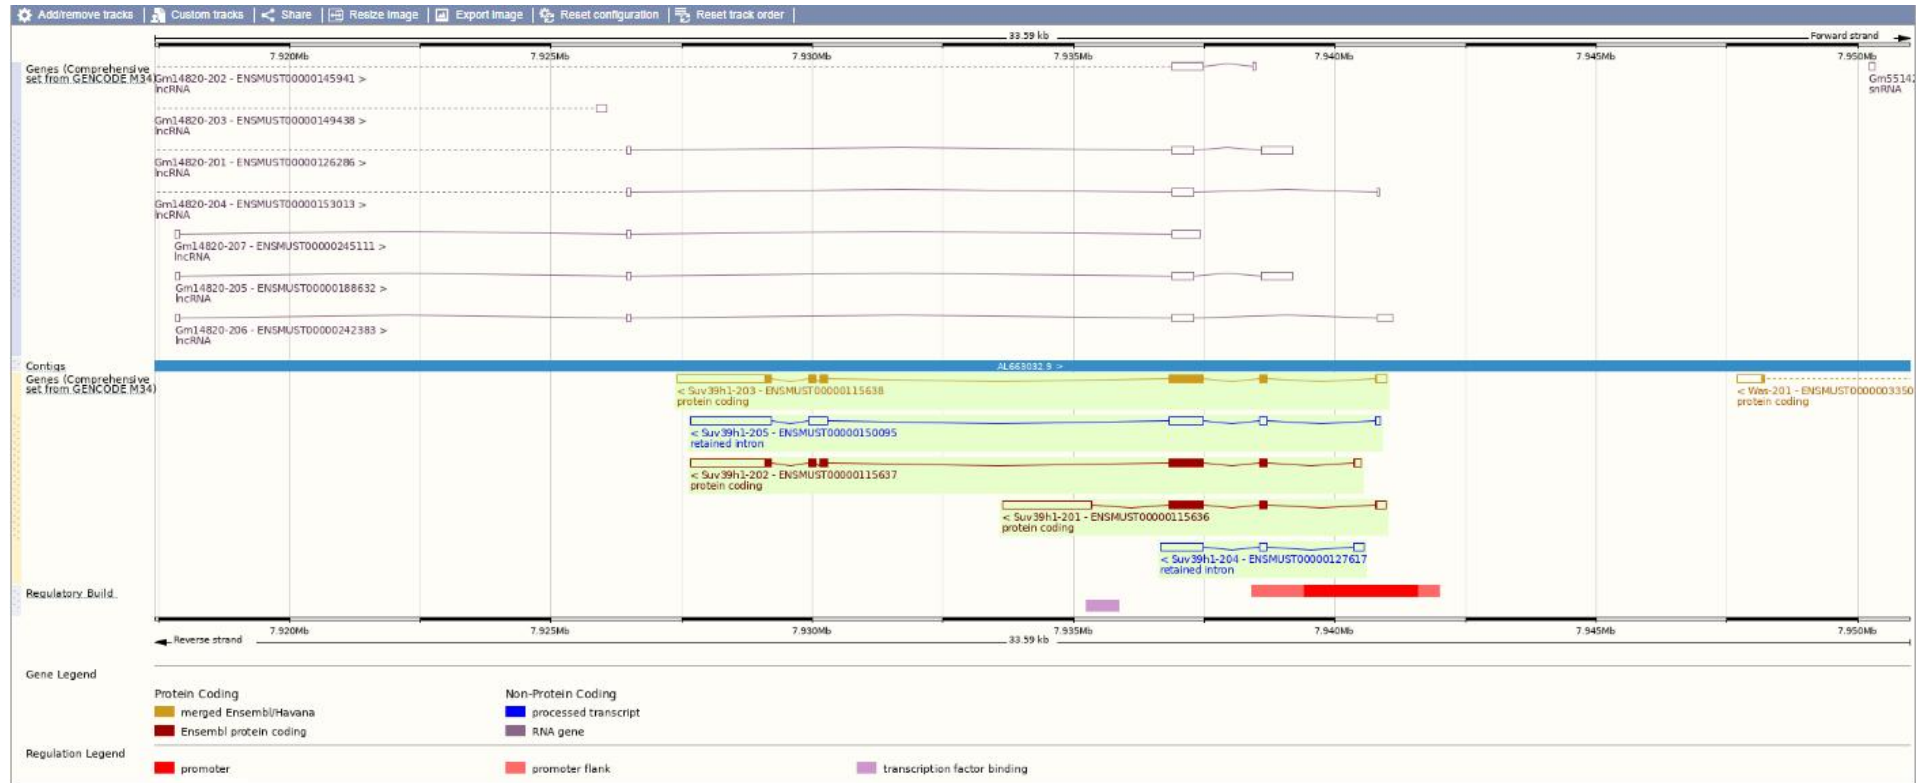 Add/remove tracks | Custom tracks | Share | Resize Image | Export Image | Reset configuration | Reset track order |
33.59 kb Forward strand
7.920Mb 7.925Mb 7.930Mb 7.935Mb 7.940Mb 7.945Mb 7.950Mb
Genes (Comprehensive
set from GENCODE M34)
Gm14820-202 - ENSMUST00000145941 >
lncRNA
Gm5514
snRNA
Gm14820-203 - ENSMUST00000149438 >
lncRNA
Gm14820-201 - ENSMUST00000126286 >
lncRNA
Gm14820-204 - ENSMUST00000153013 >
lncRNA
Gm14820-207 - ENSMUST00000245111 >
lncRNA
Gm14820-205 - ENSMUST00000188632 >
lncRNA
Gm14820-206 - ENSMUST00000242383 >
lncRNA
Contigs AL663032.9 >
Genes (Comprehensive
set from GENCODE M34)
< Suv39h1-203 - ENSMUST00000115638
protein coding
< Was-201 - ENSMUST0000003350
protein coding
< Suv39h1-205 - ENSMUST00000150095
retained intron
< Suv39h1-202 - ENSMUST00000115637
protein coding
< Suv39h1-201 - ENSMUST00000115636
protein coding
< Suv39h1-204 - ENSMUST00000127617
retained intron
Regulatory Build
7.920Mb 7.925Mb 7.930Mb 7.935Mb 7.940Mb 7.945Mb 7.950Mb
Reverse strand 33.59 kb
Gene Legend
Protein Coding Non-Protein Coding
merged Ensembl/Havana processed transcript
Ensembl protein coding RNA gene
Regulation Legend
promoter promoter flank transcription factor binding